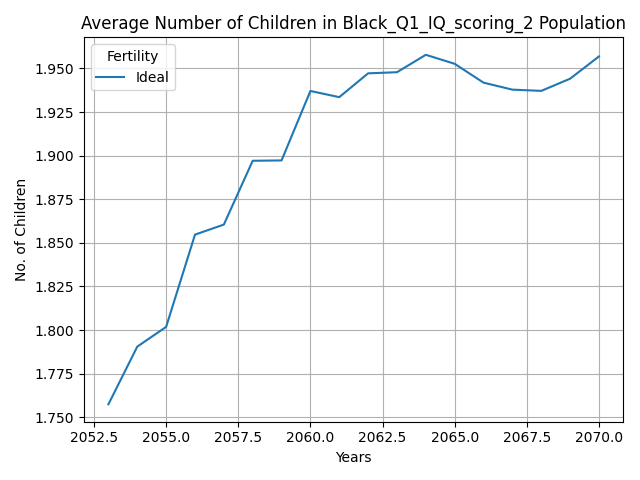 Average Number of Children in Black_Q1_IQ_scoring_2 Population
Fertility
Ideal
No. of Children
1.950
1.925
1.900
1.875
1.850
1.825
1.800
1.775
1.750
2052.5 2055.0 2057.5 2060.0 2062.5 2065.0 2067.5 2070.0
Years